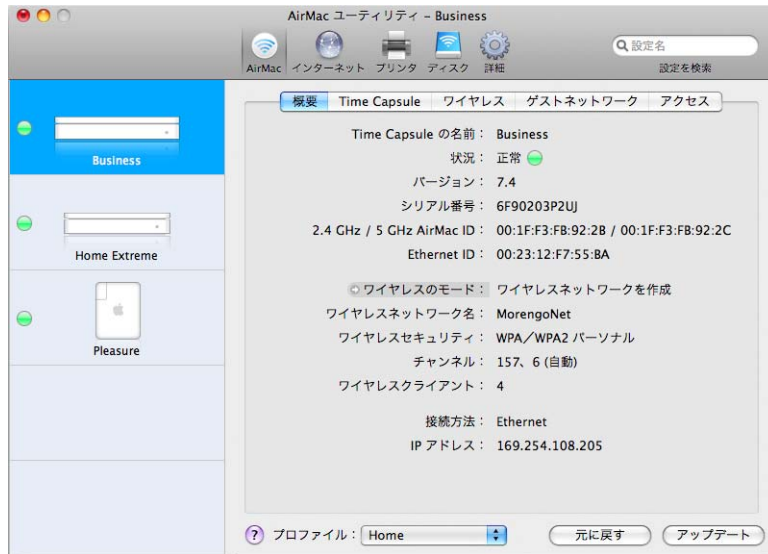 AirMac ユーティリティ – Business
AirMac インターネット プリンタ ディスク 詳細
設定名
設定を検索
Business
Home Extreme
Pleasure
概要 Time Capsule ワイヤレス ゲストネットワーク アクセス
Time Capsule の名前： Business
状況： 正常
バージョン： 7.4
シリアル番号： 6F90203P2UJ
2.4 GHz / 5 GHz AirMac ID： 00:1F:F3:FB:92:2B / 00:1F:F3:FB:92:2C
Ethernet ID： 00:23:12:F7:55:BA
ワイヤレスのモード： ワイヤレスネットワークを作成
ワイヤレスネットワーク名： MorengoNet
ワイヤレスセキュリティ： WPA／WPA2 パーソナル
チャンネル： 157、6 (自動)
ワイヤレスクライアント： 4
接続方法： Ethernet
IP アドレス： 169.254.108.205
? プロファイル： Home 元に戻す アップデート